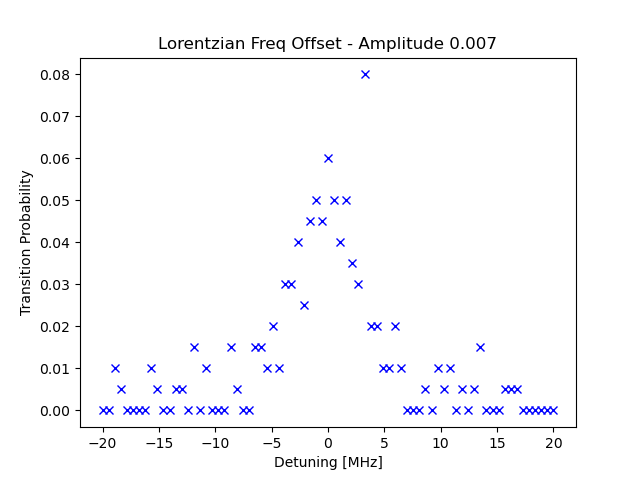 Lorentzian Freq Offset - Amplitude 0.007
0.08
0.07
0.06
0.05
0.04
0.03
0.02
0.01
0.00
Transition Probability
−20 −15 −10 −5 0 5 10 15 20
Detuning [MHz]